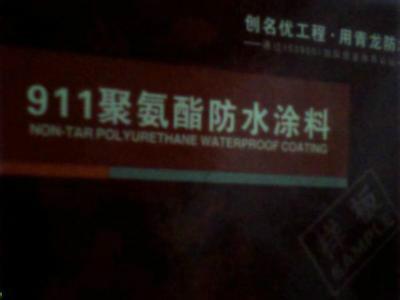 创名优工程·用青龙防
911聚氨酯防水涂料
NON-TAR POLYURETHANE WATERPROOF COATING
样板
SAMPLE